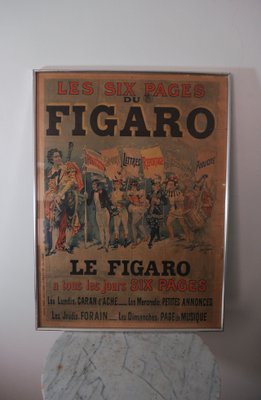 LES SIX PAGES
DU
FIGARO
LETTRES
LE FIGARO
a tous les jours SIX PAGES
Les Lundis, CARAN d'ACHE Les Mercredis, PETITES ANNONCES
Les Jeudis, FORAIN Les Dimanches, PAGE de MUSIQUE